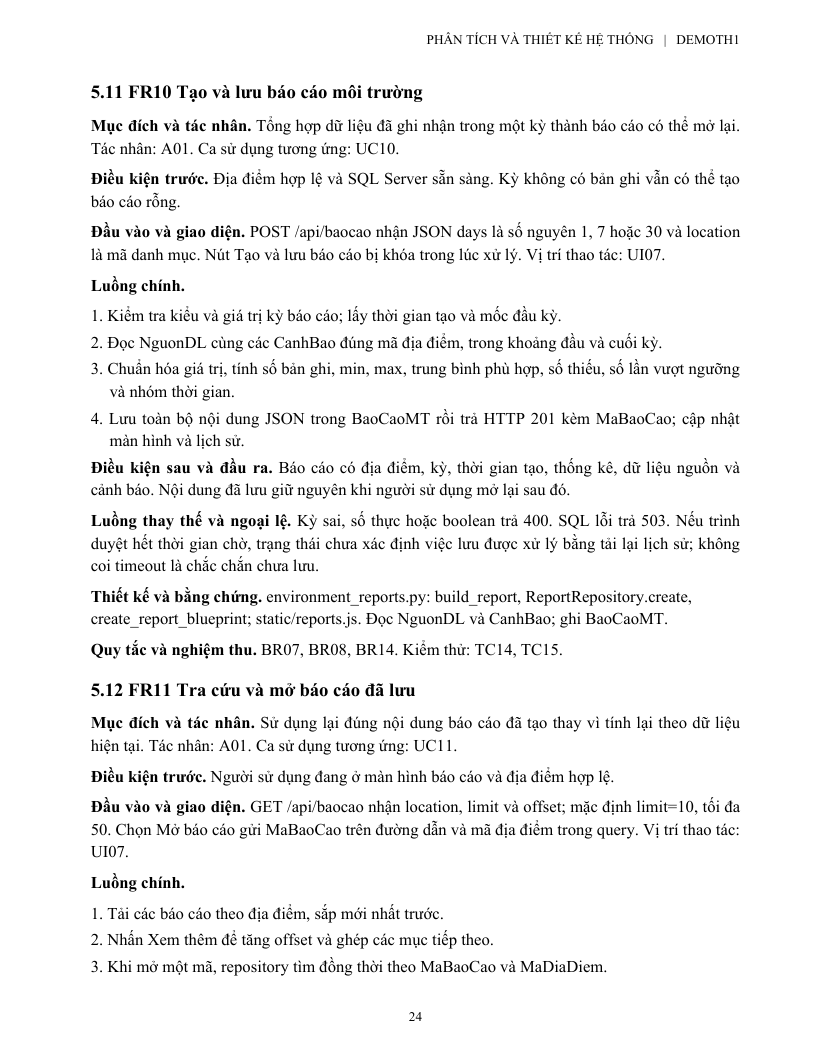 PHÂN TÍCH VÀ THIẾT KẾ HỆ THỐNG | DEMOTH1
5.11 FR10 Tạo và lưu báo cáo môi trường
Mục đích và tác nhân. Tổng hợp dữ liệu đã ghi nhận trong một kỳ thành báo cáo có thể mở lại.
Tác nhân: A01. Ca sử dụng tương ứng: UC10.
Điều kiện trước. Địa điểm hợp lệ và SQL Server sẵn sàng. Kỳ không có bản ghi vẫn có thể tạo
báo cáo rỗng.
Đầu vào và giao diện. POST /api/baocao nhận JSON days là số nguyên 1, 7 hoặc 30 và location
là mã danh mục. Nút Tạo và lưu báo cáo bị khóa trong lúc xử lý. Vị trí thao tác: UI07.
Luồng chính.
1. Kiểm tra kiểu và giá trị kỳ báo cáo; lấy thời gian tạo và mốc đầu kỳ.
2. Đọc NguonDL cùng các CanhBao đúng mã địa điểm, trong khoảng đầu và cuối kỳ.
3. Chuẩn hóa giá trị, tính số bản ghi, min, max, trung bình phù hợp, số thiếu, số lần vượt ngưỡng
và nhóm thời gian.
4. Lưu toàn bộ nội dung JSON trong BaoCaoMT rồi trả HTTP 201 kèm MaBaoCao; cập nhật
màn hình và lịch sử.
Điều kiện sau và đầu ra. Báo cáo có địa điểm, kỳ, thời gian tạo, thống kê, dữ liệu nguồn và
cảnh báo. Nội dung đã lưu giữ nguyên khi người sử dụng mở lại sau đó.
Luồng thay thế và ngoại lệ. Kỳ sai, số thực hoặc boolean trả 400. SQL lỗi trả 503. Nếu trình
duyệt hết thời gian chờ, trạng thái chưa xác định việc lưu được xử lý bằng tải lại lịch sử; không
coi timeout là chắc chắn chưa lưu.
Thiết kế và bằng chứng. environment_reports.py: build_report, ReportRepository.create,
create_report_blueprint; static/reports.js. Đọc NguonDL và CanhBao; ghi BaoCaoMT.
Quy tắc và nghiệm thu. BR07, BR08, BR14. Kiểm thử: TC14, TC15.
5.12 FR11 Tra cứu và mở báo cáo đã lưu
Mục đích và tác nhân. Sử dụng lại đúng nội dung báo cáo đã tạo thay vì tính lại theo dữ liệu
hiện tại. Tác nhân: A01. Ca sử dụng tương ứng: UC11.
Điều kiện trước. Người sử dụng đang ở màn hình báo cáo và địa điểm hợp lệ.
Đầu vào và giao diện. GET /api/baocao nhận location, limit và offset; mặc định limit=10, tối đa
50. Chọn Mở báo cáo gửi MaBaoCao trên đường dẫn và mã địa điểm trong query. Vị trí thao tác:
UI07.
Luồng chính.
1. Tải các báo cáo theo địa điểm, sắp mới nhất trước.
2. Nhấn Xem thêm để tăng offset và ghép các mục tiếp theo.
3. Khi mở một mã, repository tìm đồng thời theo MaBaoCao và MaDiaDiem.
24